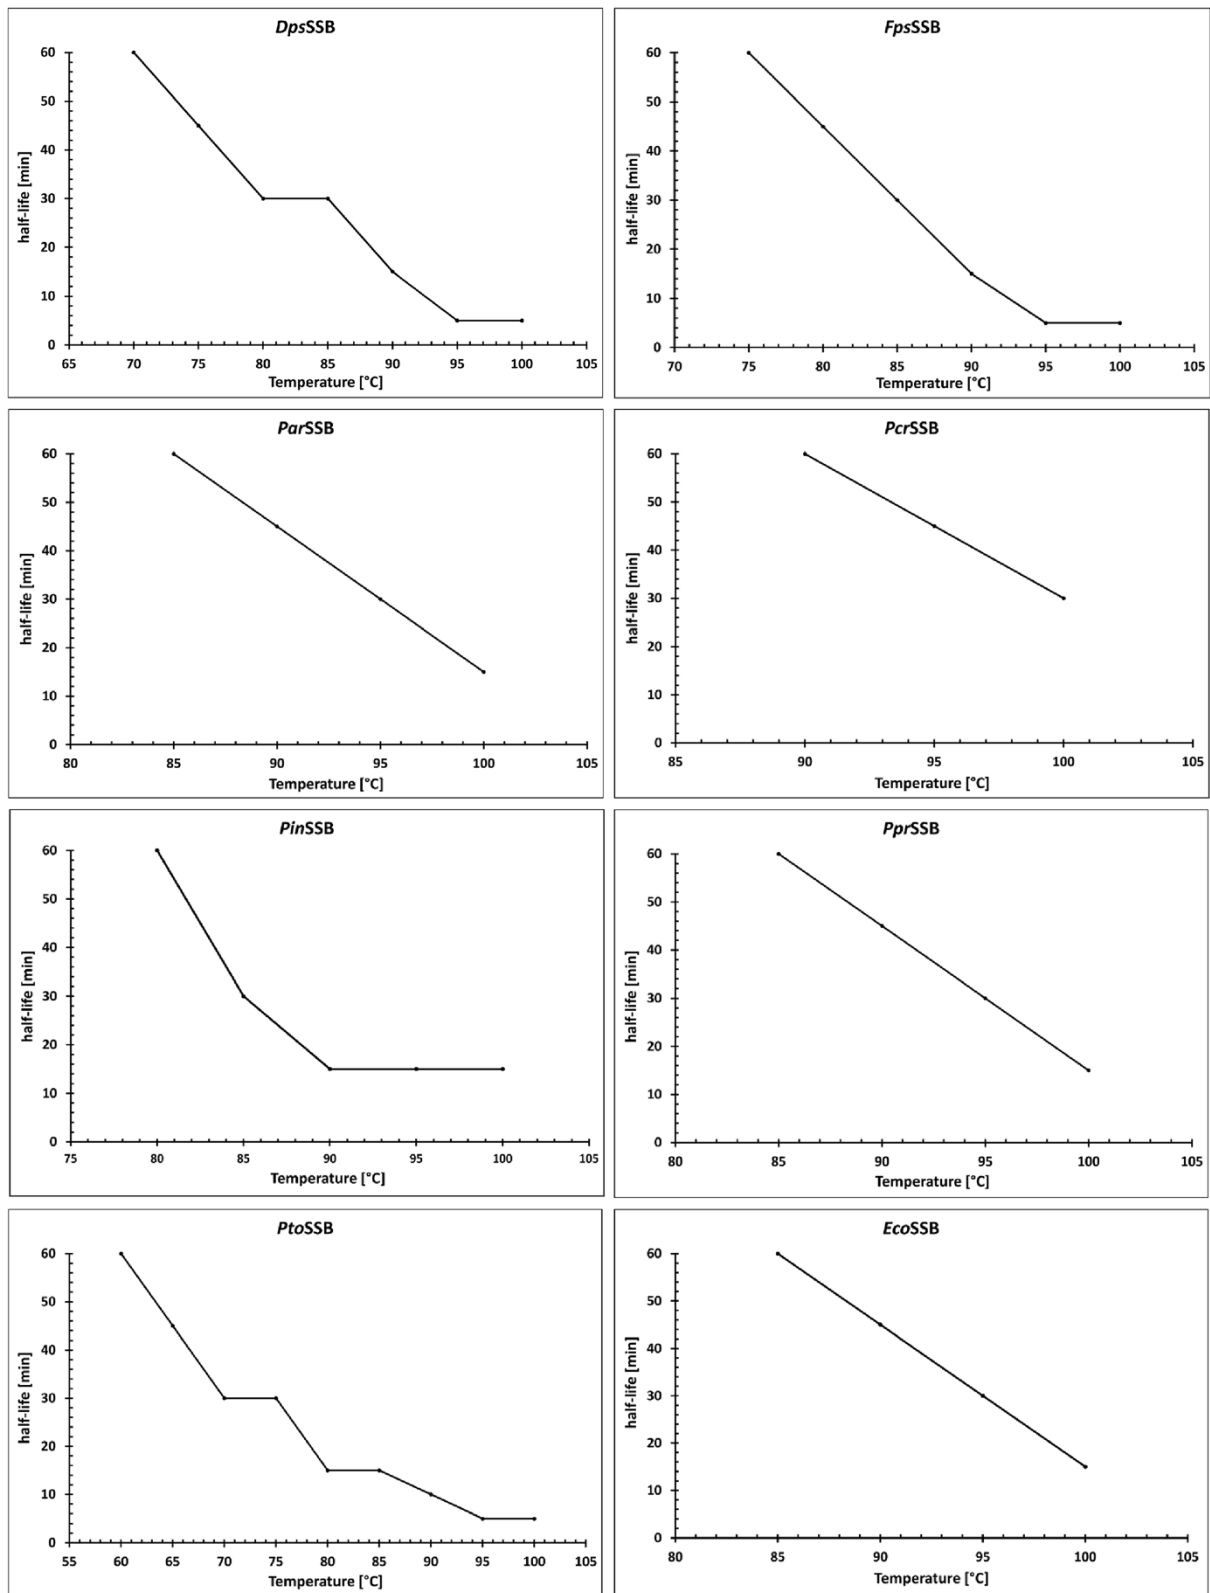 DpsSSB
60
50
40
30
20
10
0
half-life [min]
65 70 75 80 85 90 95 100 105
Temperature [°C]
FpsSSB
60
50
40
30
20
10
0
half-life [min]
70 75 80 85 90 95 100 105
Temperature [°C]
ParSSB
60
50
40
30
20
10
0
half-life [min]
80 85 90 95 100 105
Temperature [°C]
PcrSSB
60
50
40
30
20
10
0
half-life [min]
85 90 95 100 105
Temperature [°C]
PinSSB
60
50
40
30
20
10
0
half-life [min]
75 80 85 90 95 100 105
Temperature [°C]
PprSSB
60
50
40
30
20
10
0
half-life [min]
80 85 90 95 100 105
Temperature [°C]
PtoSSB
60
50
40
30
20
10
0
half-life [min]
55 60 65 70 75 80 85 90 95 100 105
Temperature [°C]
EcoSSB
60
50
40
30
20
10
0
half-life [min]
80 85 90 95 100 105
Temperature [°C]